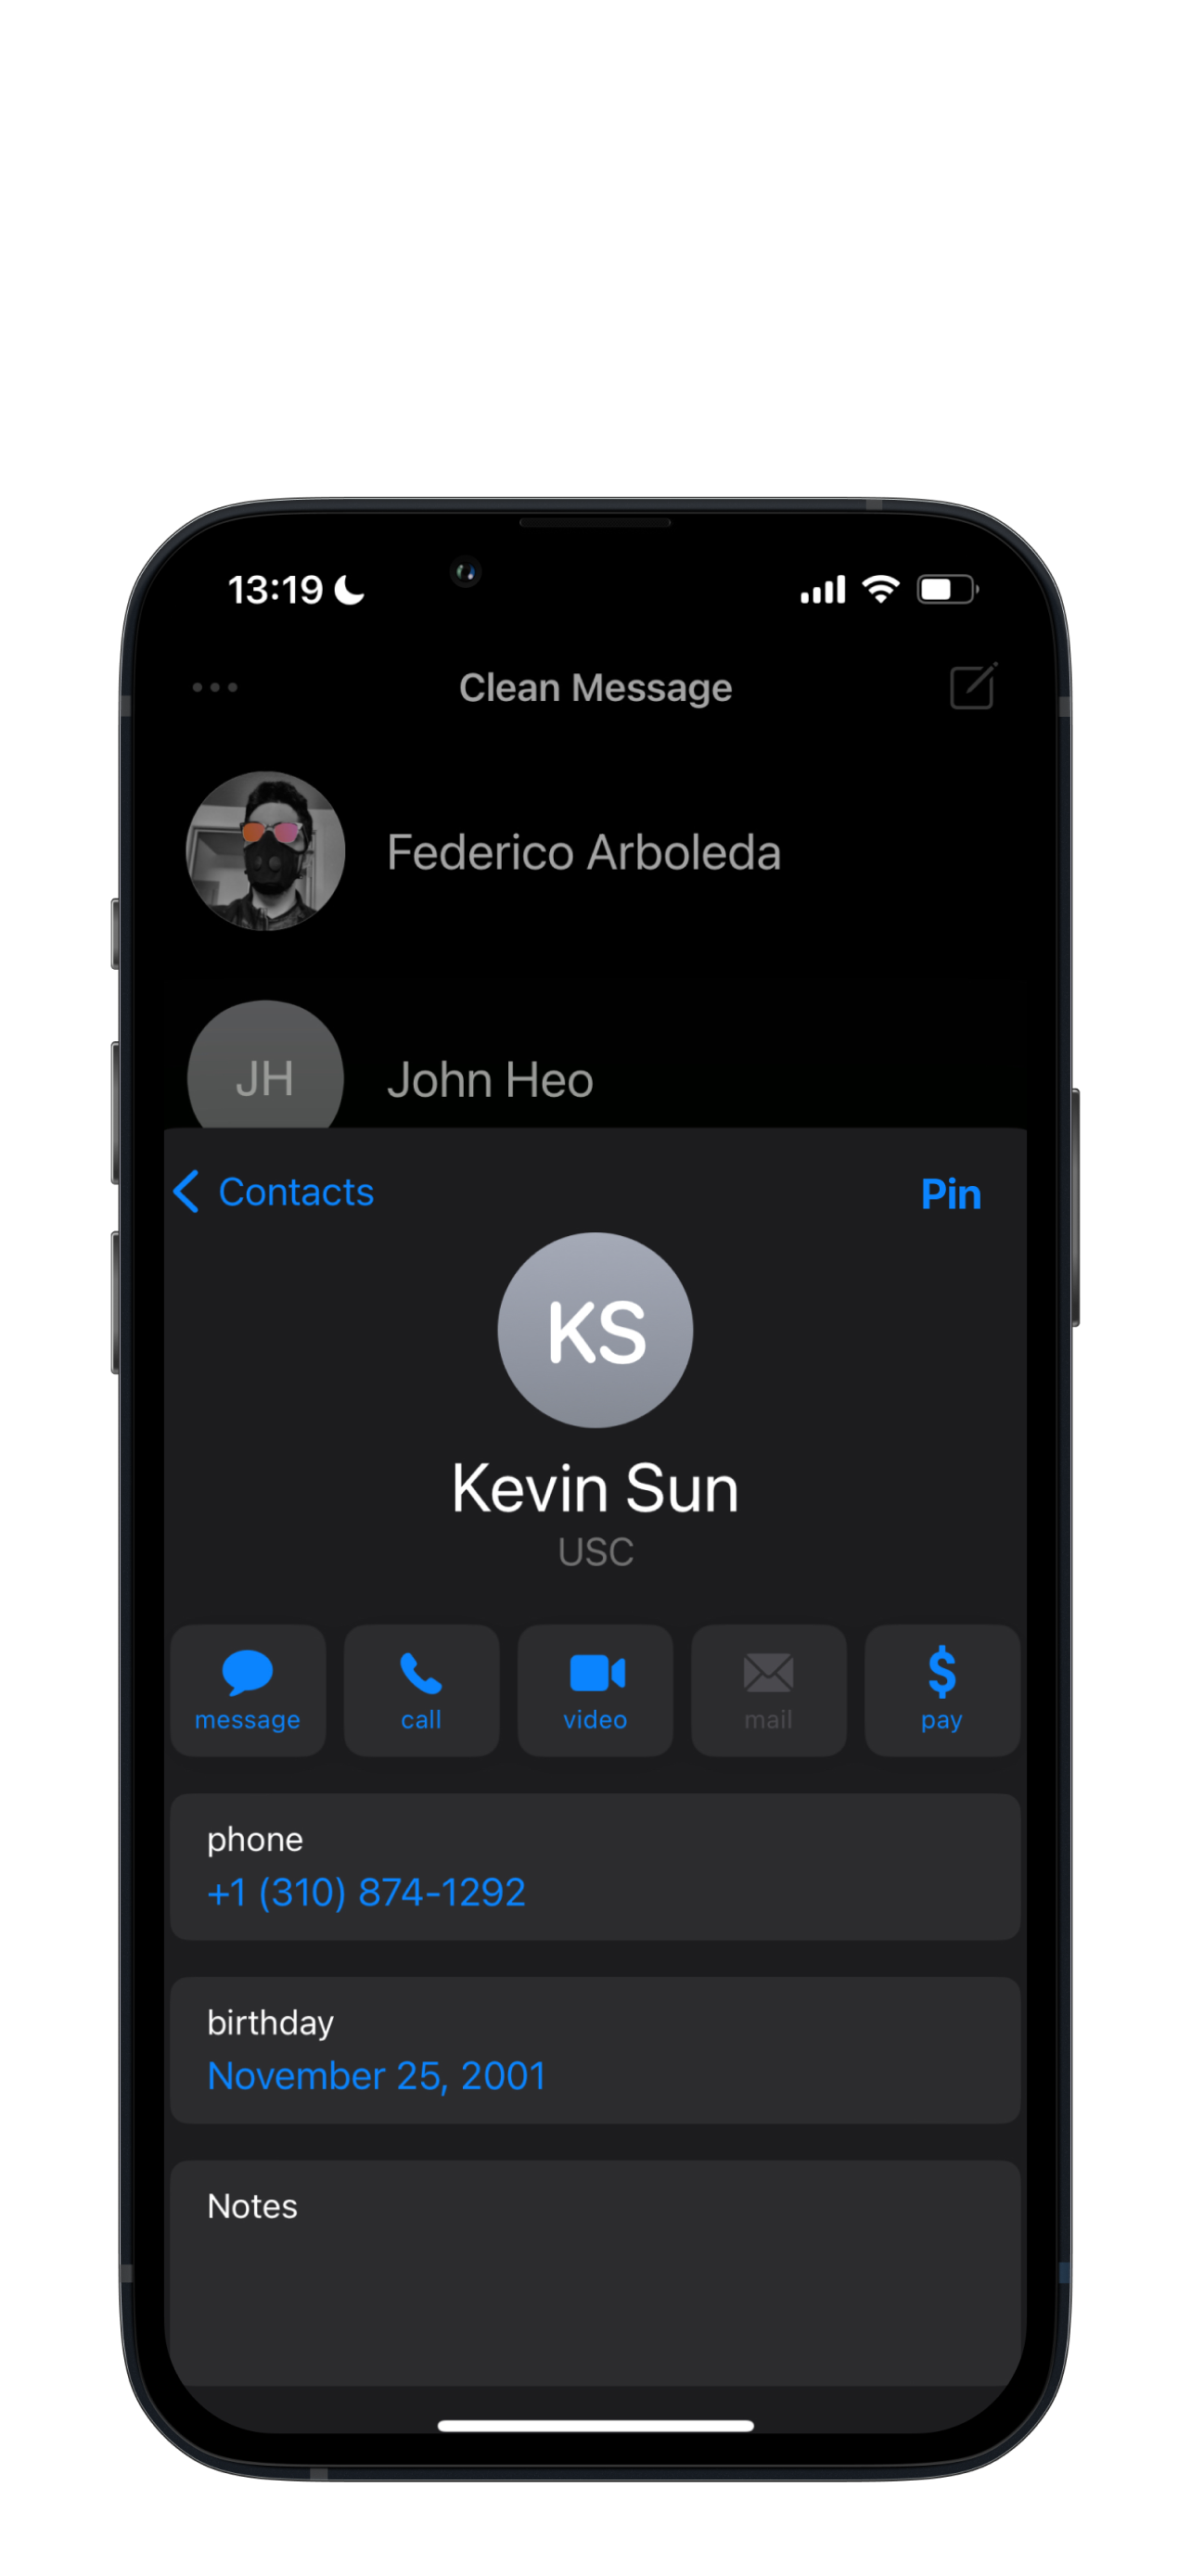 13:19
Clean Message
Federico Arboleda
JH
John Heo
Contacts
Pin
KS
Kevin Sun
USC
message
call
video
mail
pay
phone
+1 (310) 874-1292
birthday
November 25, 2001
Notes